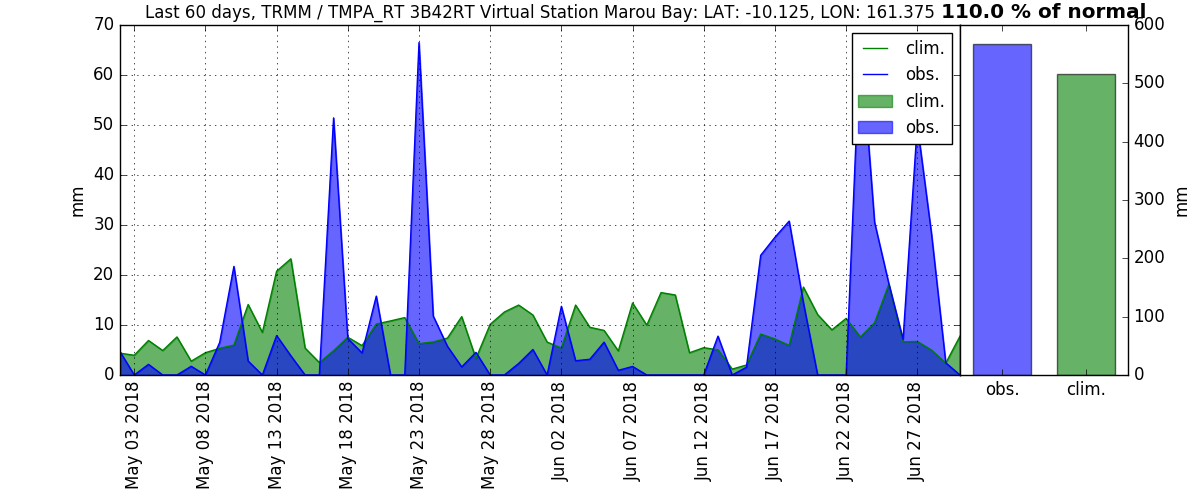 Last 60 days, TRMM / TMPA_RT 3B42RT Virtual Station Marou Bay: LAT: -10.125, LON: 161.375 110.0 % of normal
70
60
50
40
30
20
10
0
mm
clim.
obs.
clim.
obs.
600
500
400
300
200
100
0
mm
obs.
clim.
May 03 2018
May 08 2018
May 13 2018
May 18 2018
May 23 2018
May 28 2018
Jun 02 2018
Jun 07 2018
Jun 12 2018
Jun 17 2018
Jun 22 2018
Jun 27 2018